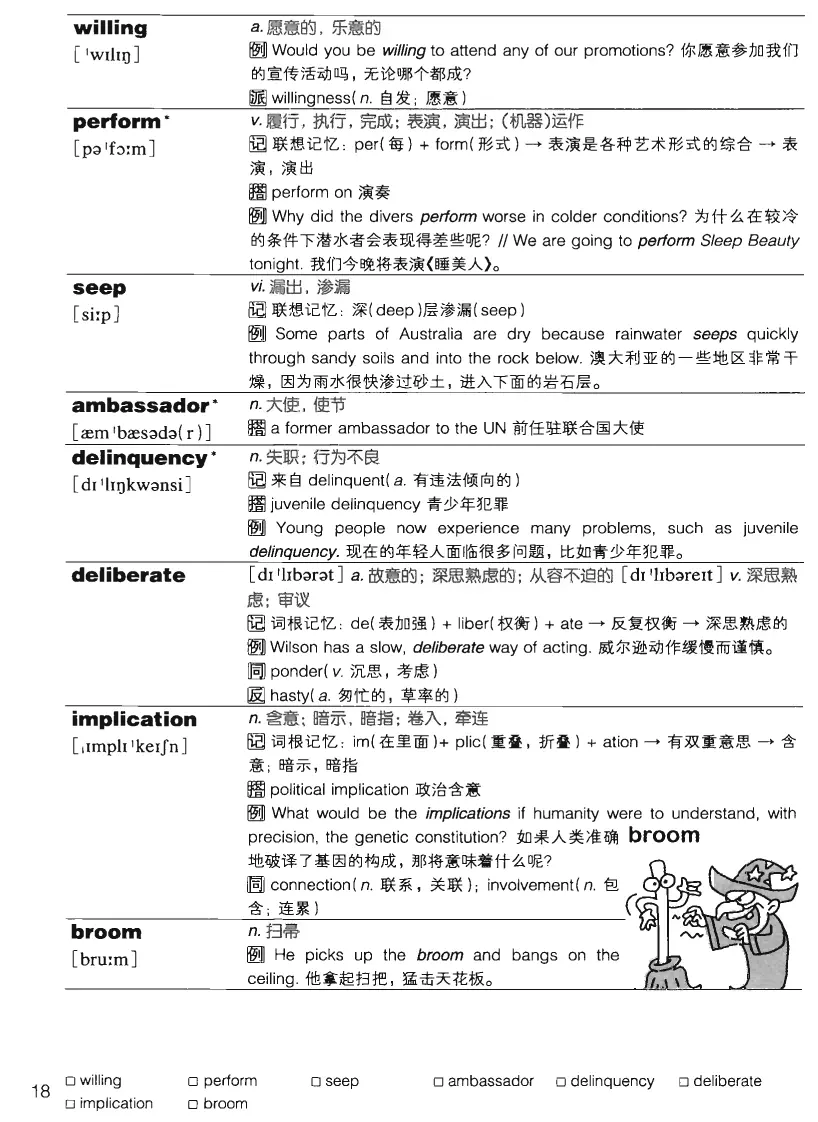 willing
[ ˈwɪlɪŋ ]
a. 愿意的，乐意的
例 Would you be willing to attend any of our promotions? 你愿意参加我们
的宣传活动吗，无论哪个都成?
派 willingness( n. 自发；愿意 )
perform*
[ pəˈfɔːm ]
v. 履行，执行，完成；表演，演出；(机器)运作
记 联想记忆：per( 每 ) + form( 形式 ) → 表演是各种艺术形式的综合 → 表
演，演出
搭 perform on 演奏
例 Why did the divers perform worse in colder conditions? 为什么在较冷
的条件下潜水者会表现得差些呢? // We are going to perform Sleep Beauty
tonight. 我们今晚将表演《睡美人》。
seep
[ siːp ]
vi. 漏出，渗漏
记 联想记忆：深( deep )层渗漏( seep )
例 Some parts of Australia are dry because rainwater seeps quickly
through sandy soils and into the rock below. 澳大利亚的一些地区非常干
燥，因为雨水很快渗过砂土，进入下面的岩石层。
ambassador*
[ æmˈbæsədə( r ) ]
n. 大使，使节
搭 a former ambassador to the UN 前任驻联合国大使
delinquency*
[ dɪˈlɪŋkwənsi ]
n. 失职；行为不良
记 来自 delinquent( a. 有违法倾向的 )
搭 juvenile delinquency 青少年犯罪
例 Young people now experience many problems, such as juvenile
delinquency. 现在的年轻人面临很多问题，比如青少年犯罪。
deliberate
[ dɪˈlɪbərət ] a. 故意的；深思熟虑的；从容不迫的 [ dɪˈlɪbəreɪt ] v. 深思熟
虑；审议
记 词根记忆：de( 表加强 ) + liber( 权衡 ) + ate → 反复权衡 → 深思熟虑的
例 Wilson has a slow, deliberate way of acting. 威尔逊动作缓慢而谨慎。
同 ponder( v. 沉思，考虑 )
反 hasty( a. 匆忙的，草率的 )
implication
[ ˌɪmplɪˈkeɪʃn ]
n. 含意；暗示，暗指；卷入，牵连
记 词根记忆：im( 在里面 )+ plic( 重叠，折叠 ) + ation → 有双重意思 → 含
意；暗示，暗指
搭 political implication 政治含意
例 What would be the implications if humanity were to understand, with
precision, the genetic constitution? 如果人类准确
地破译了基因的构成，那将意味着什么呢?
同 connection( n. 联系，关联 )；involvement( n. 包
含；连累 )
broom
broom
[ bruːm ]
n. 扫帚
例 He picks up the broom and bangs on the
ceiling. 他拿起扫把，猛击天花板。
18
□ willing □ perform □ seep □ ambassador □ delinquency □ deliberate
□ implication □ broom